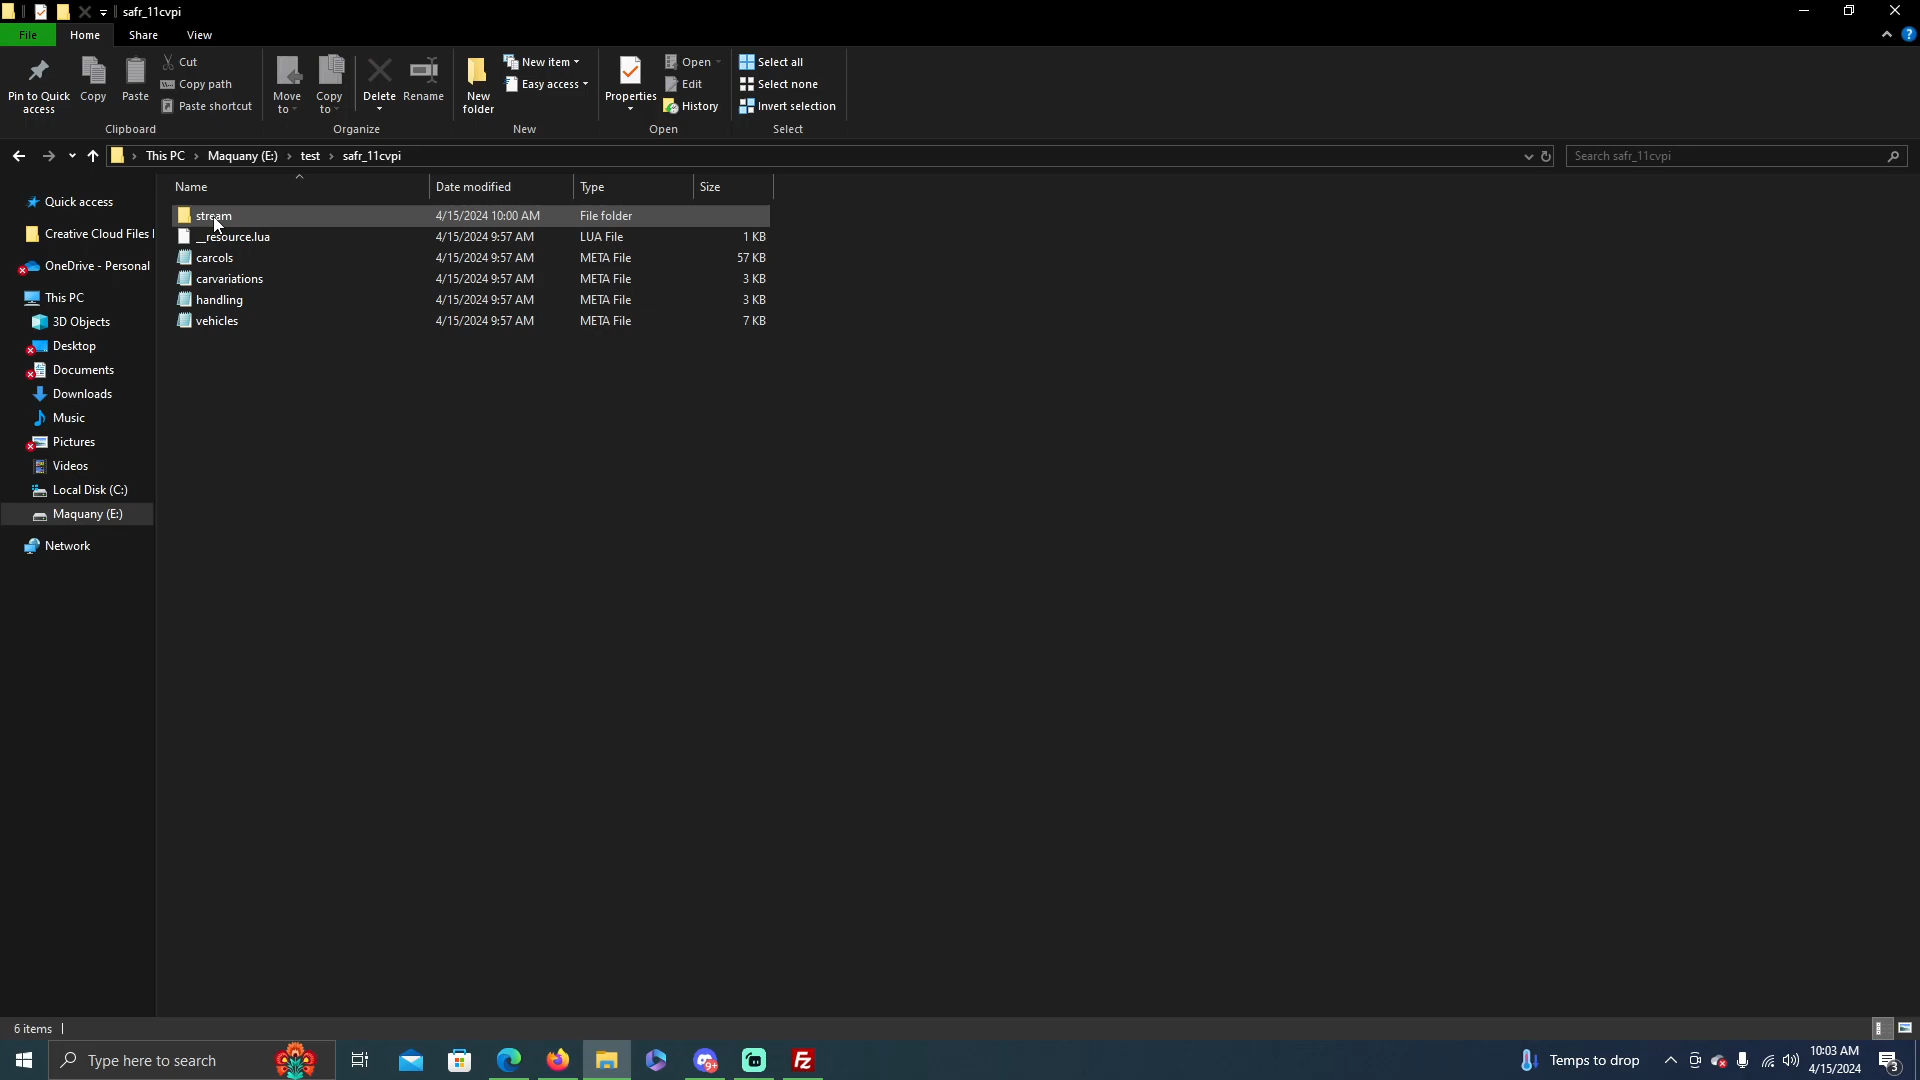 safr_11cvpi
File Home Share View
Pin to Quick access
Copy
Paste
Cut
Copy path
Paste shortcut
Clipboard
Move to
Copy to
Delete
Rename
Organize
New folder
New item
Easy access
New
Properties
Open
Edit
History
Open
Select all
Select none
Invert selection
Select
This PC › Maquany (E:) › test › safr_11cvpi
Search safr_11cvpi
Name Date modified Type Size
stream 4/15/2024 10:00 AM File folder
__resource.lua 4/15/2024 9:57 AM LUA File 1 KB
carcols 4/15/2024 9:57 AM META File 57 KB
carvariations 4/15/2024 9:57 AM META File 3 KB
handling 4/15/2024 9:57 AM META File 3 KB
vehicles 4/15/2024 9:57 AM META File 7 KB
Quick access
Creative Cloud Files
OneDrive - Personal
This PC
3D Objects
Desktop
Documents
Downloads
Music
Pictures
Videos
Local Disk (C:)
Maquany (E:)
Network
6 items
Type here to search
9+
Fz
Temps to drop
10:03 AM
4/15/2024
3